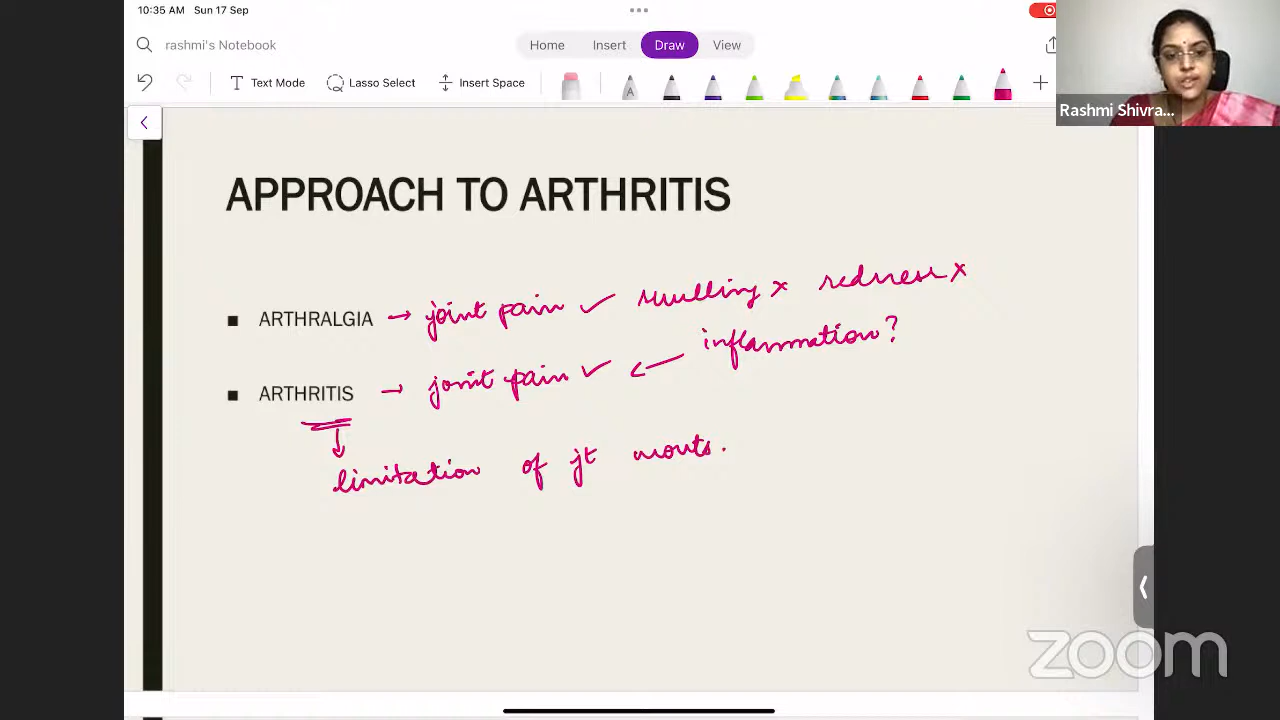 10:35 AM Sun 17 Sep
rashmi's Notebook
Home Insert Draw View
Text Mode Lasso Select Insert Space
A
Rashmi Shivra...
APPROACH TO ARTHRITIS
ARTHRALGIA → joint pain ✓ swelling x redness x
inflammation?
ARTHRITIS → joint pain ✓ ←
↓
limitation of jt movts.
zoom